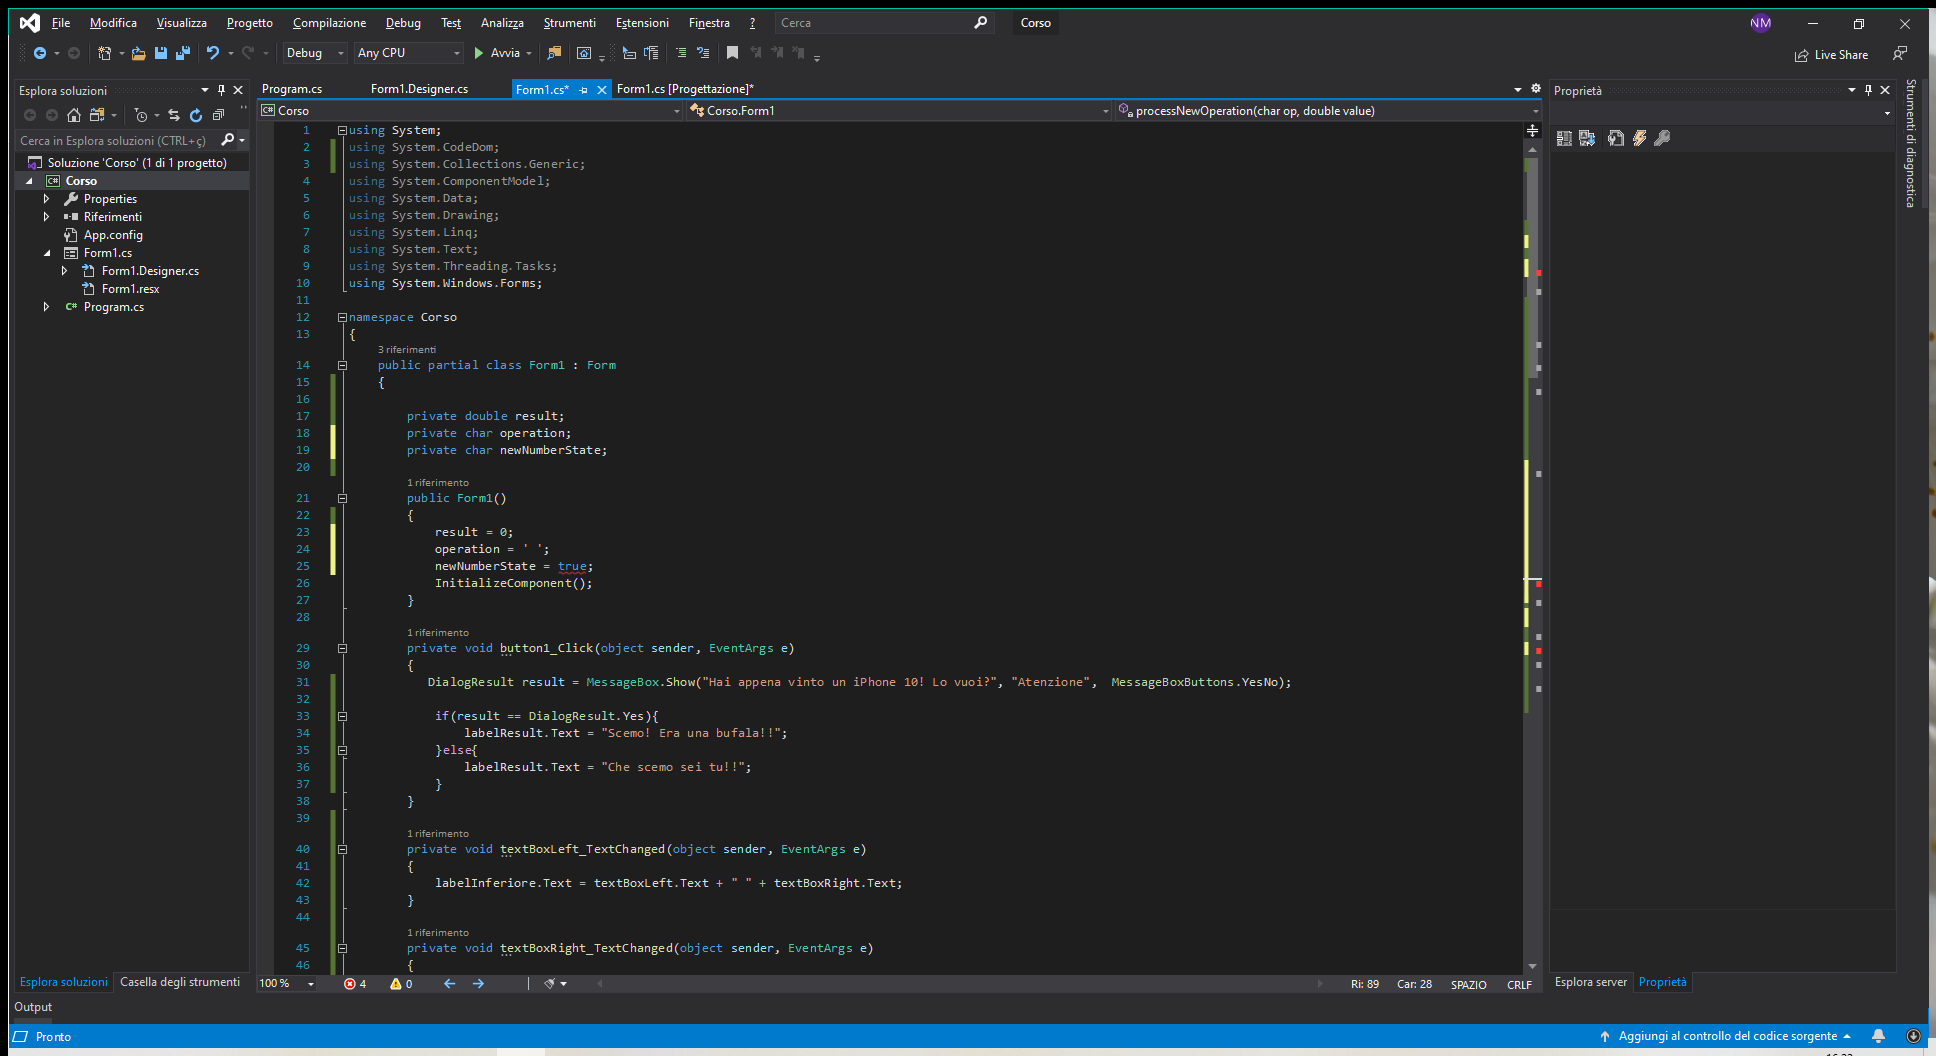 File Modifica Visualizza Progetto Compilazione Debug Test Analizza Strumenti Estensioni Finestra ? Cerca Corso NM
Debug Any CPU Avvia Live Share
Esplora soluzioni
Cerca in Esplora soluzioni (CTRL+ç)
Soluzione 'Corso' (1 di 1 progetto)
C# Corso
Properties
Riferimenti
App.config
Form1.cs
Form1.Designer.cs
Form1.resx
C# Program.cs
Esplora soluzioni Casella degli strumenti
Program.cs Form1.Designer.cs Form1.cs* Form1.cs [Progettazione]*
C# Corso Corso.Form1 processNewOperation(char op, double value)
1 using System;
2 using System.CodeDom;
3 using System.Collections.Generic;
4 using System.ComponentModel;
5 using System.Data;
6 using System.Drawing;
7 using System.Linq;
8 using System.Text;
9 using System.Threading.Tasks;
10 using System.Windows.Forms;
11
12 namespace Corso
13 {
3 riferimenti
14 public partial class Form1 : Form
15 {
16
17 private double result;
18 private char operation;
19 private char newNumberState;
20
1 riferimento
21 public Form1()
22 {
23 result = 0;
24 operation = ' ';
25 newNumberState = true;
26 InitializeComponent();
27 }
28
1 riferimento
29 private void button1_Click(object sender, EventArgs e)
30 {
31 DialogResult result = MessageBox.Show("Hai appena vinto un iPhone 10! Lo vuoi?", "Atenzione",  MessageBoxButtons.YesNo);
32
33 if(result == DialogResult.Yes){
34 labelResult.Text = "Scemo! Era una bufala!!";
35 }else{
36 labelResult.Text = "Che scemo sei tu!!";
37 }
38 }
39
1 riferimento
40 private void textBoxLeft_TextChanged(object sender, EventArgs e)
41 {
42 labelInferiore.Text = textBoxLeft.Text + " " + textBoxRight.Text;
43 }
44
1 riferimento
45 private void textBoxRight_TextChanged(object sender, EventArgs e)
46 {
100 % 4 0 Ri: 89 Car: 28 SPAZIO CRLF
Proprietà
Esplora server Proprietà
Strumenti di diagnostica
Output
Pronto Aggiungi al controllo del codice sorgente